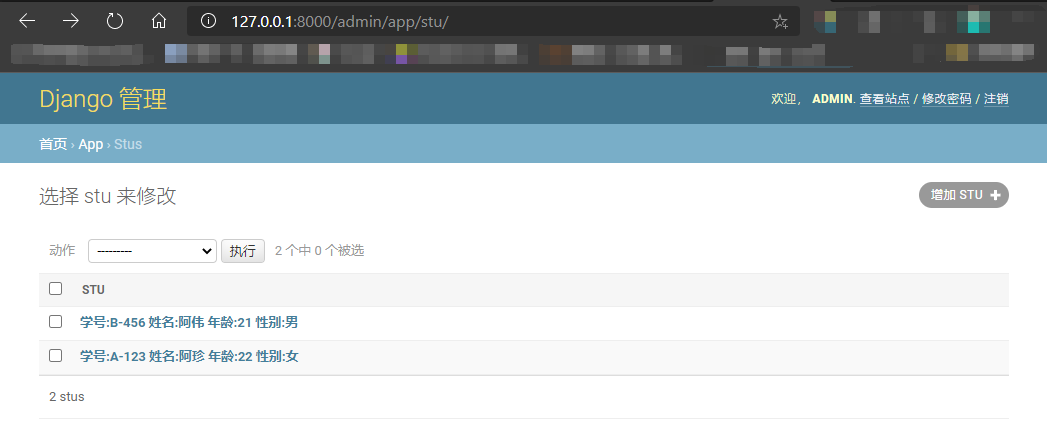 127.0.0.1:8000/admin/app/stu/
Django 管理
欢迎， ADMIN. 查看站点 / 修改密码 / 注销
首页 › App › Stus
选择 stu 来修改
增加 STU
动作 --------- 执行 2 个中 0 个被选
STU
学号:B-456 姓名:阿伟 年龄:21 性别:男
学号:A-123 姓名:阿珍 年龄:22 性别:女
2 stus